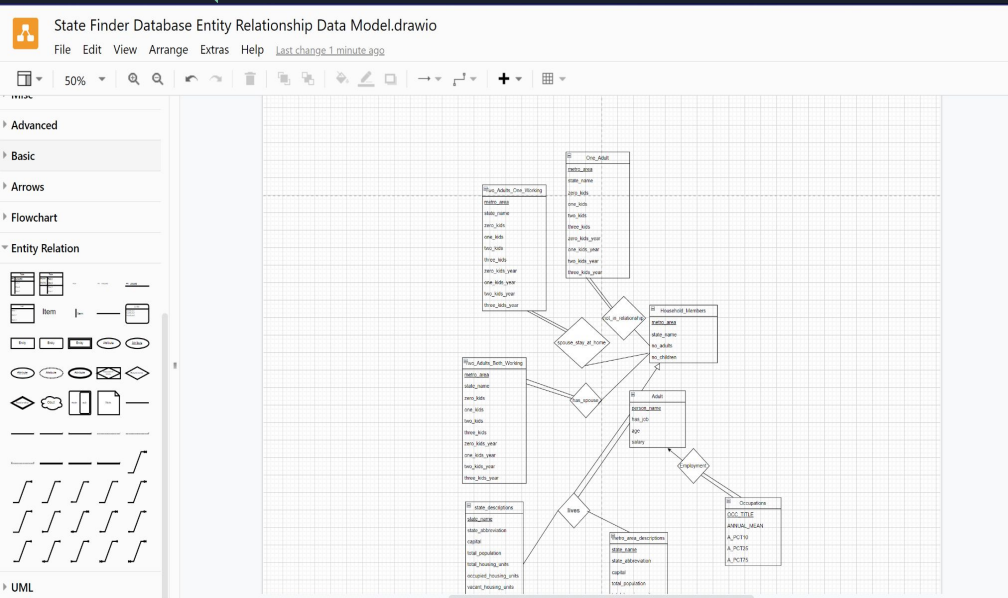 State Finder Database Entity Relationship Data Model.drawio
File Edit View Arrange Extras Help Last change 1 minute ago
50%
Misc
Advanced
Basic
Arrows
Flowchart
Entity Relation
Item
UML
One_Adult
metro_area
state_name
zero_kids
one_kids
two_kids
three_kids
zero_kids_year
one_kids_year
two_kids_year
three_kids_year
Two_Adults_One_Working
metro_area
state_name
zero_kids
one_kids
two_kids
three_kids
zero_kids_year
one_kids_year
two_kids_year
three_kids_year
not_in_relationship
spouse_stay_at_home
Household_Members
metro_area
state_name
no_adults
no_children
Two_Adults_Both_Working
metro_area
state_name
zero_kids
one_kids
two_kids
three_kids
zero_kids_year
one_kids_year
two_kids_year
three_kids_year
has_spouse
Adult
person_name
has_job
age
salary
Employment
Occupations
OCC_TITLE
ANNUAL_MEAN
A_PCT10
A_PCT25
A_PCT75
lives
state_descriptions
state_name
state_abbreviation
capital
total_population
total_housing_units
occupied_housing_units
vacant_housing_units
metro_area_descriptions
state_name
state_abbreviation
capital
total_population